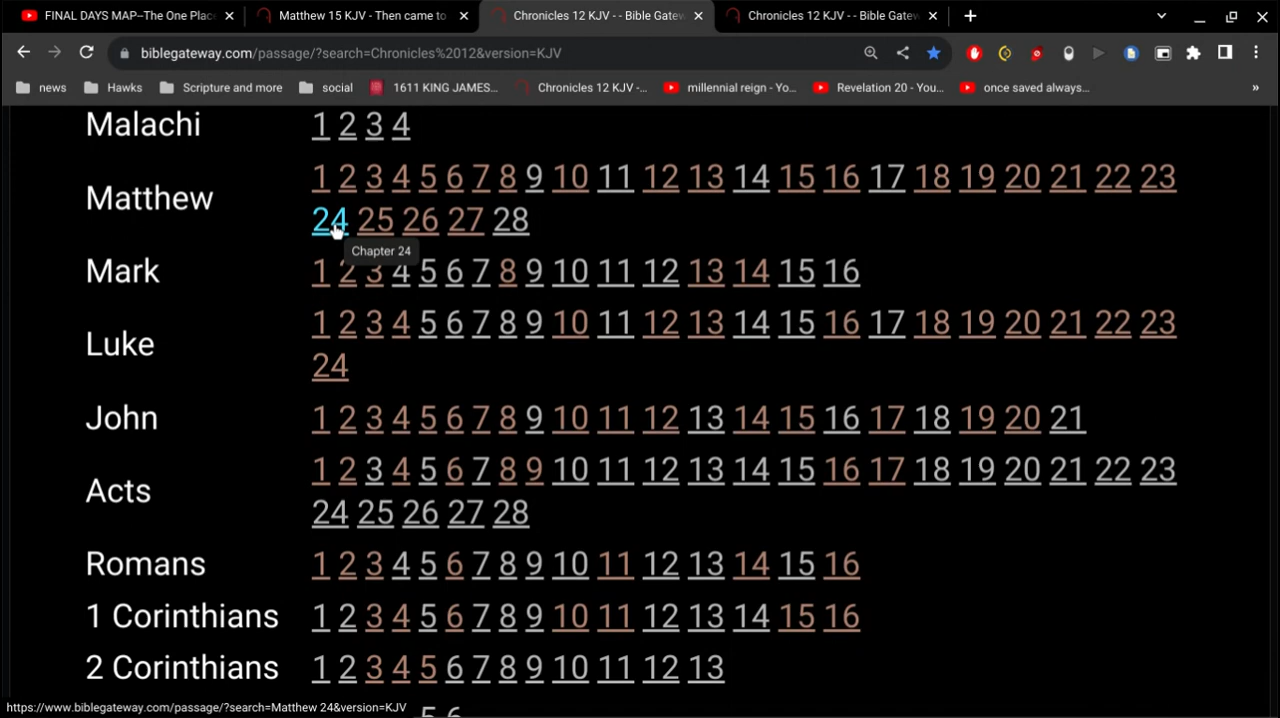 FINAL DAYS MAP--The One Plac
Matthew 15 KJV - Then came to
Chronicles 12 KJV - - Bible Gatew
Chronicles 12 KJV - - Bible Gatew
biblegateway.com/passage/?search=Chronicles%2012&version=KJV
news
Hawks
Scripture and more
social
1611 KING JAMES...
Chronicles 12 KJV -...
millennial reign - Yo...
Revelation 20 - You...
once saved always...
»
Malachi 1 2 3 4
Matthew 1 2 3 4 5 6 7 8 9 10 11 12 13 14 15 16 17 18 19 20 21 22 23
24 25 26 27 28
Chapter 24
Mark 1 2 3 4 5 6 7 8 9 10 11 12 13 14 15 16
Luke 1 2 3 4 5 6 7 8 9 10 11 12 13 14 15 16 17 18 19 20 21 22 23
24
John 1 2 3 4 5 6 7 8 9 10 11 12 13 14 15 16 17 18 19 20 21
Acts 1 2 3 4 5 6 7 8 9 10 11 12 13 14 15 16 17 18 19 20 21 22 23
24 25 26 27 28
Romans 1 2 3 4 5 6 7 8 9 10 11 12 13 14 15 16
1 Corinthians 1 2 3 4 5 6 7 8 9 10 11 12 13 14 15 16
2 Corinthians 1 2 3 4 5 6 7 8 9 10 11 12 13
https://www.biblegateway.com/passage/?search=Matthew 24&version=KJV
5 6